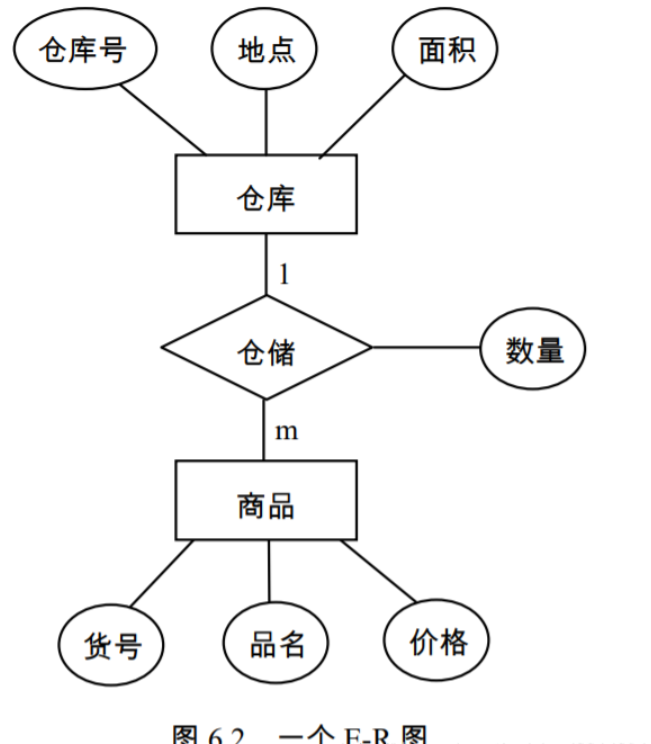 仓库号 地点 面积
仓库
1
仓储 数量
m
商品
货号 品名 价格
图 6.2 一个 E-R 图